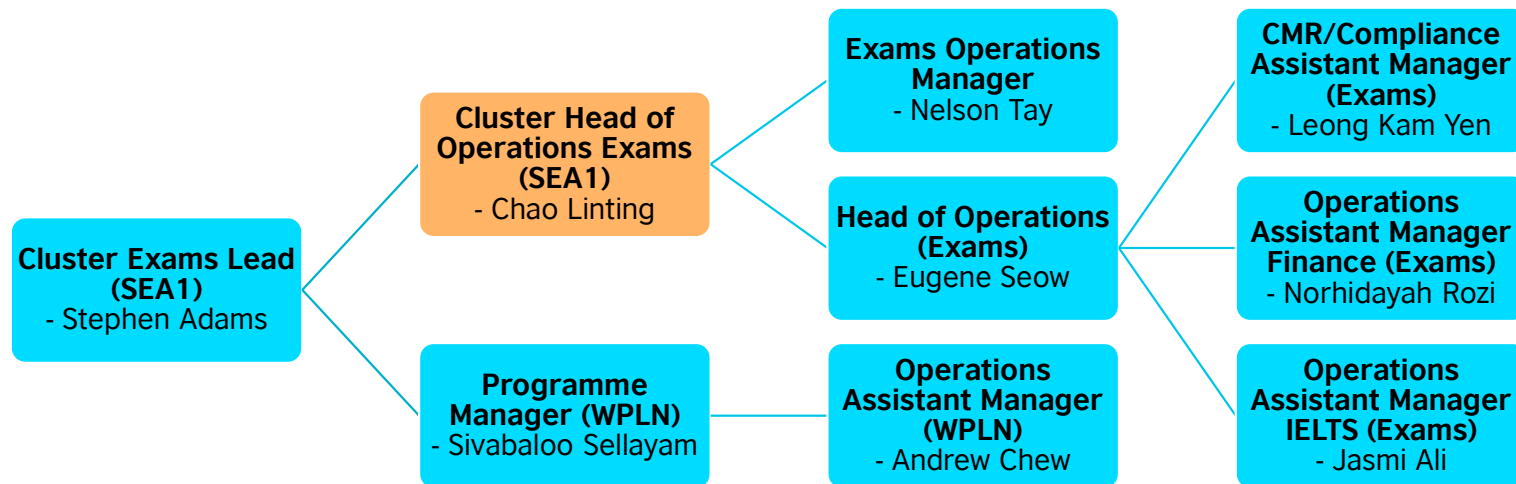 Cluster Exams Lead
(SEA1)
- Stephen Adams
Cluster Head of
Operations Exams
(SEA1)
- Chao Linting
Programme
Manager (WPLN)
- Sivabaloo Sellayam
Exams Operations
Manager
- Nelson Tay
Head of Operations
(Exams)
- Eugene Seow
Operations
Assistant Manager
(WPLN)
- Andrew Chew
CMR/Compliance
Assistant Manager
(Exams)
- Leong Kam Yen
Operations
Assistant Manager
Finance (Exams)
- Norhidayah Rozi
Operations
Assistant Manager
IELTS (Exams)
- Jasmi Ali